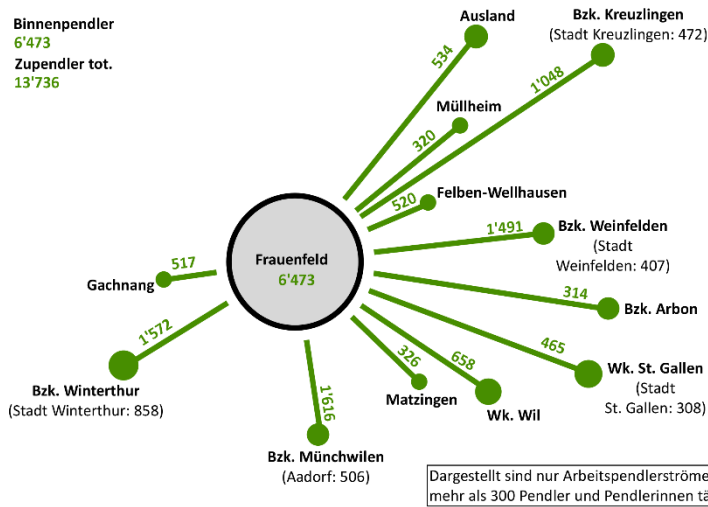 Binnenpendler
6'473
Zupendler tot.
13'736
Ausland
534
Bzk. Kreuzlingen
(Stadt Kreuzlingen: 472)
1'048
Müllheim
320
Felben-Wellhausen
520
Bzk. Weinfelden
(Stadt
Weinfelden: 407)
1'491
Frauenfeld
6'473
517
Gachnang
314
Bzk. Arbon
1'572
Bzk. Winterthur
(Stadt Winterthur: 858)
465
Wk. St. Gallen
(Stadt
St. Gallen: 308)
658
Wk. Wil
326
Matzingen
1'616
Bzk. Münchwilen
(Aadorf: 506)
Dargestellt sind nur Arbeitspendlerströme
mehr als 300 Pendler und Pendlerinnen